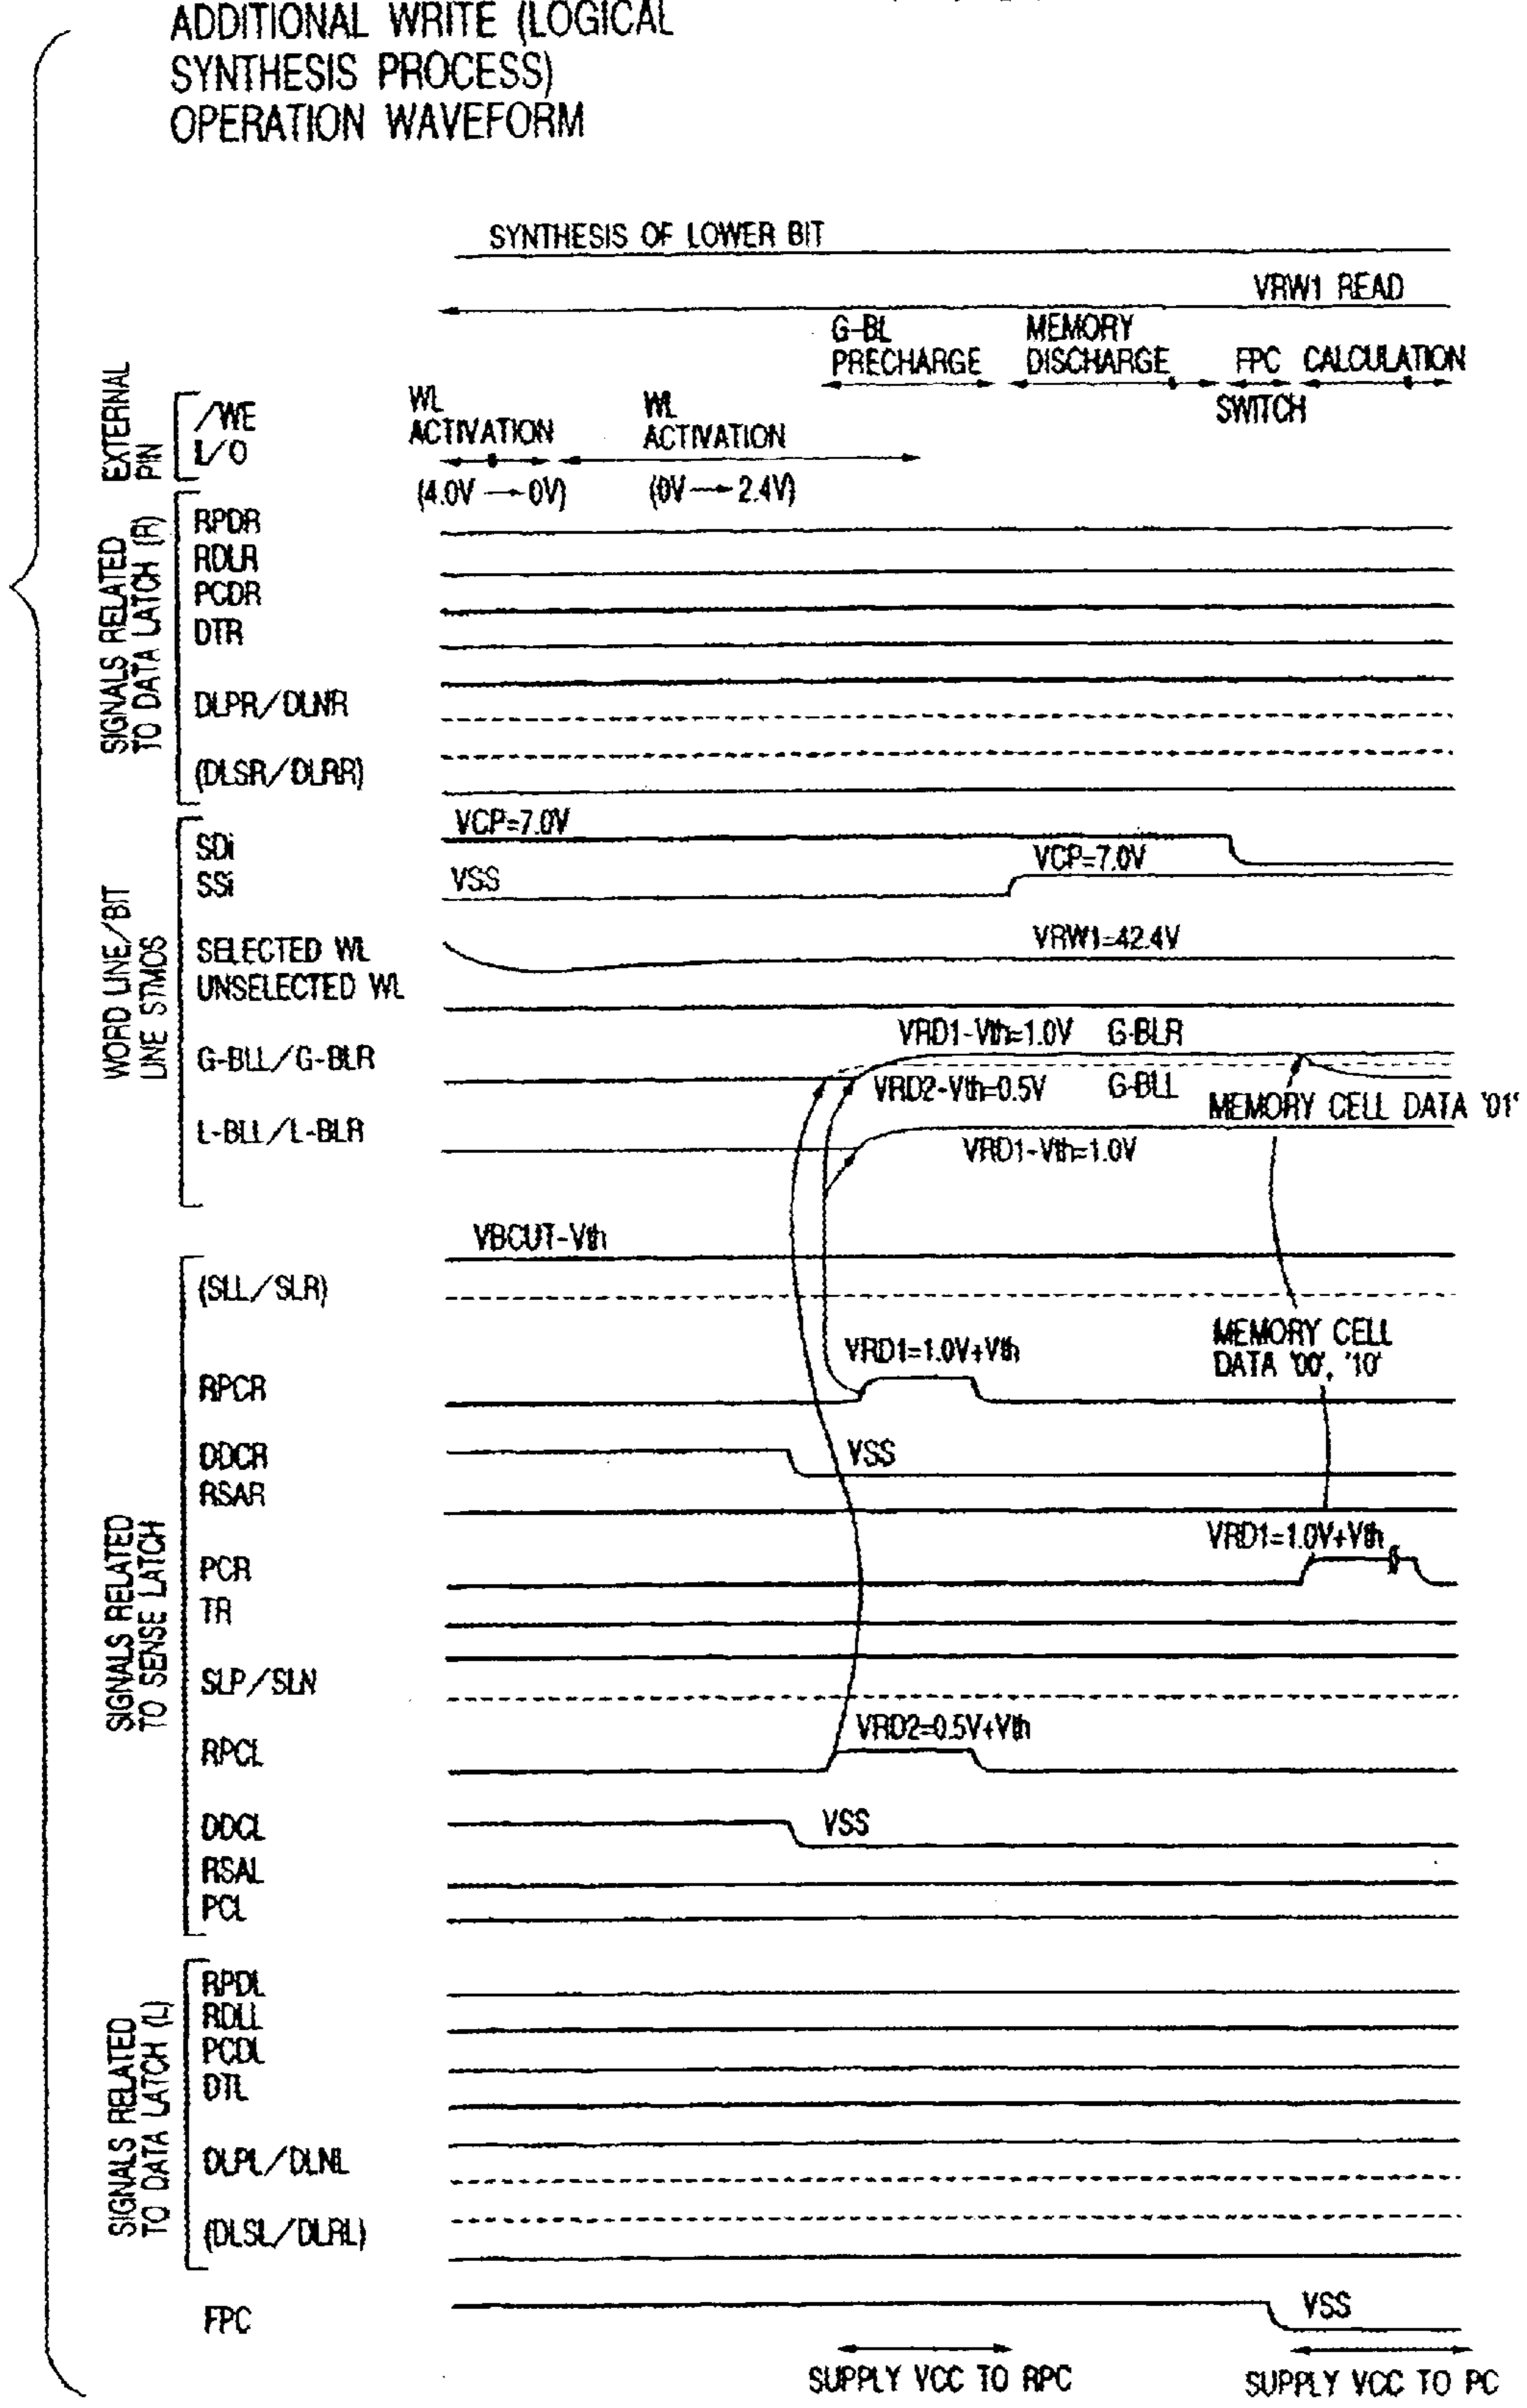 ADDITIONAL WRITE (LOGICAL
SYNTHESIS PROCESS)
OPERATION WAVEFORM
SYNTHESIS OF LOWER BIT
VRW1 READ
G-BL
PRECHARGE
MEMORY
DISCHARGE
FPC
SWITCH
CALCULATION
WL
ACTIVATION
(4.0V → 0V)
WL
ACTIVATION
(0V → 2.4V)
EXTERNAL
PIN
/WE
I/O
SIGNALS RELATED
TO DATA LATCH (R)
RPDR
RDLR
PCDR
DTR
DLPR/DLNR
(DLSR/DLRR)
WORD LINE/BIT
LINE STMOS
SDi
VCP=7.0V
SSi
VSS
VCP=7.0V
SELECTED WL
VRW1=42.4V
UNSELECTED WL
G-BLL/G-BLR
VRD1-Vth=1.0V G-BLR
VRD2-Vth=0.5V G-BLL
MEMORY CELL DATA '01'
L-BLL/L-BLR
VRD1-Vth=1.0V
SIGNALS RELATED
TO SENSE LATCH
VBCUT-Vth
(SLL/SLR)
MEMORY CELL
DATA '00', '10'
RPCR
VRD1=1.0V+Vth
DDCR
VSS
RSAR
PCR
VRD1=1.0V+Vth
TR
SLP/SLN
RPCL
VRD2=0.5V+Vth
DDCL
VSS
RSAL
PCL
SIGNALS RELATED
TO DATA LATCH (L)
RPDL
RDLL
PCDL
DTL
DLPL/DLNL
(DLSL/DLRL)
FPC
VSS
SUPPLY VCC TO RPC
SUPPLY VCC TO PC